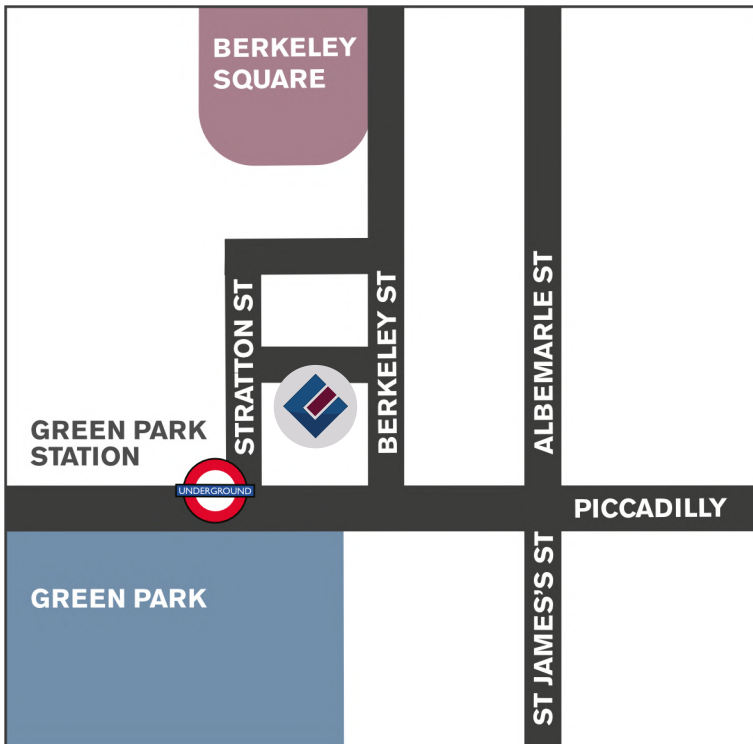 BERKELEY
SQUARE
STRATTON ST
BERKELEY ST
ALBEMARLE ST
GREEN PARK
STATION
UNDERGROUND
PICCADILLY
GREEN PARK
ST JAMES'S ST